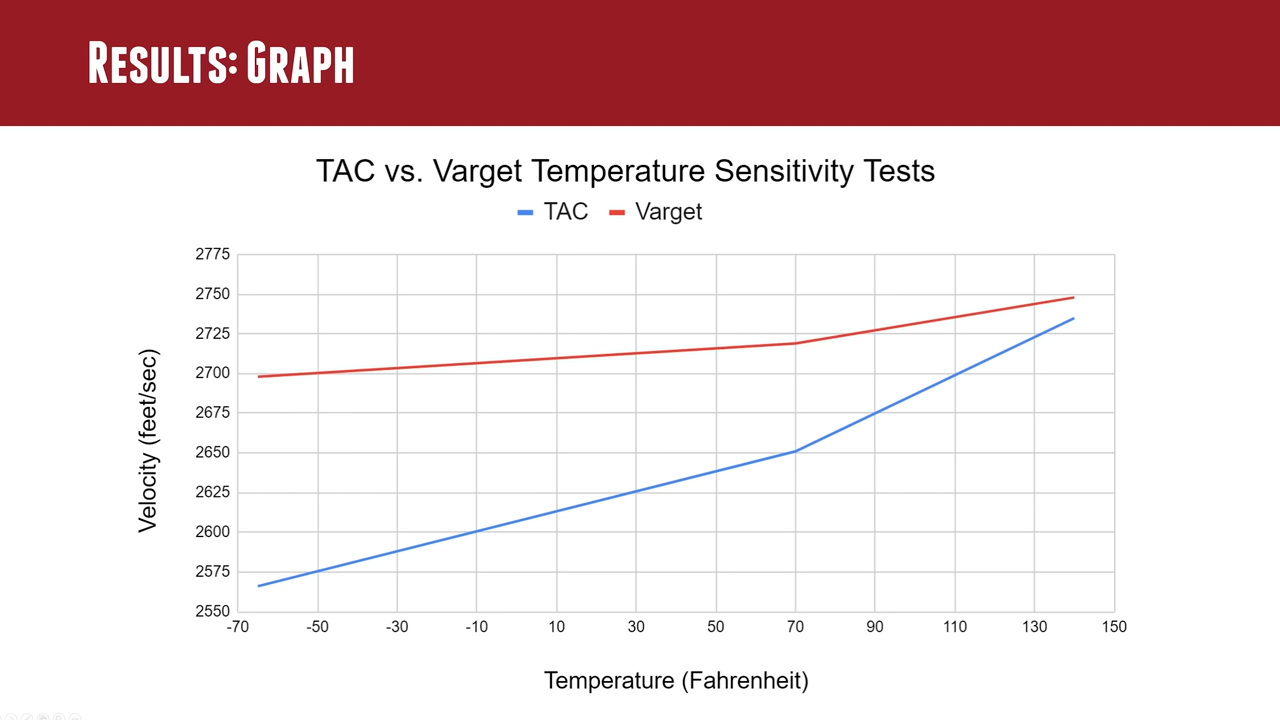 RESULTS: GRAPH
TAC vs. Varget Temperature Sensitivity Tests
TAC Varget
2775
2750
2725
2700
2675
2650
2625
2600
2575
2550
Velocity (feet/sec)
-70 -50 -30 -10 10 30 50 70 90 110 130 150
Temperature (Fahrenheit)